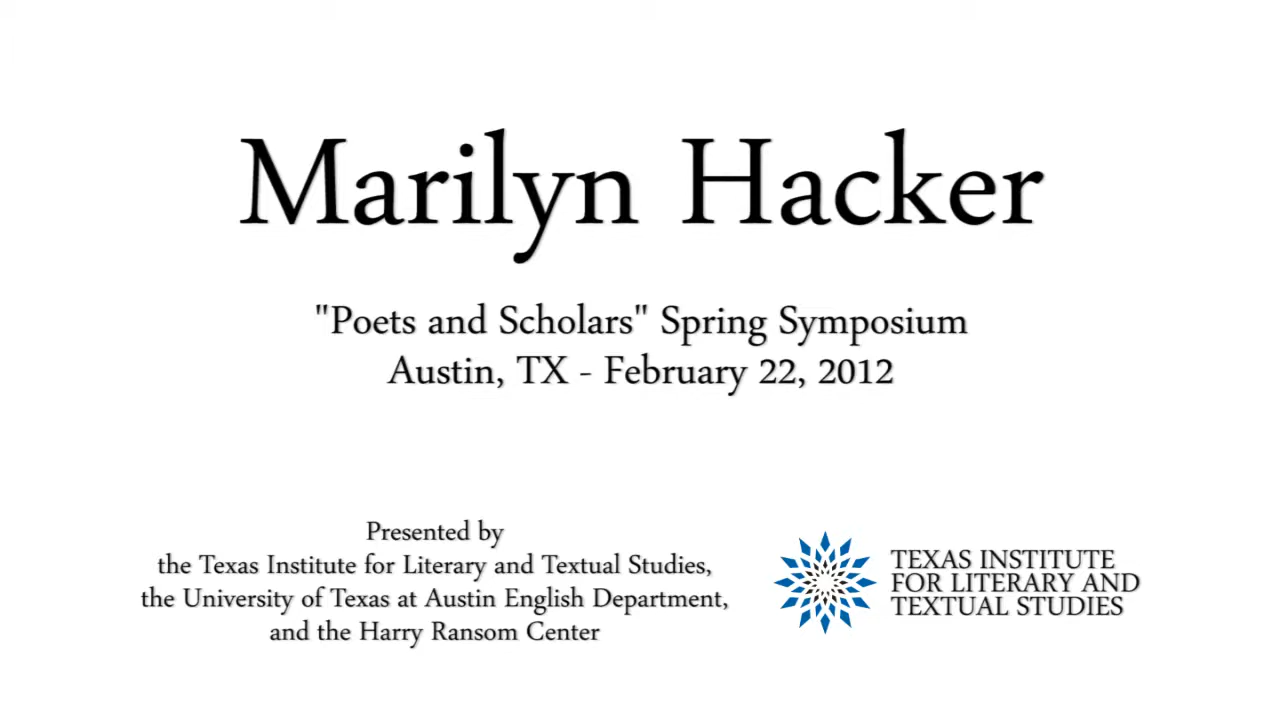 Marilyn Hacker
"Poets and Scholars" Spring Symposium
Austin, TX - February 22, 2012
Presented by
the Texas Institute for Literary and Textual Studies,
the University of Texas at Austin English Department,
and the Harry Ransom Center
TEXAS INSTITUTE
FOR LITERARY AND
TEXTUAL STUDIES